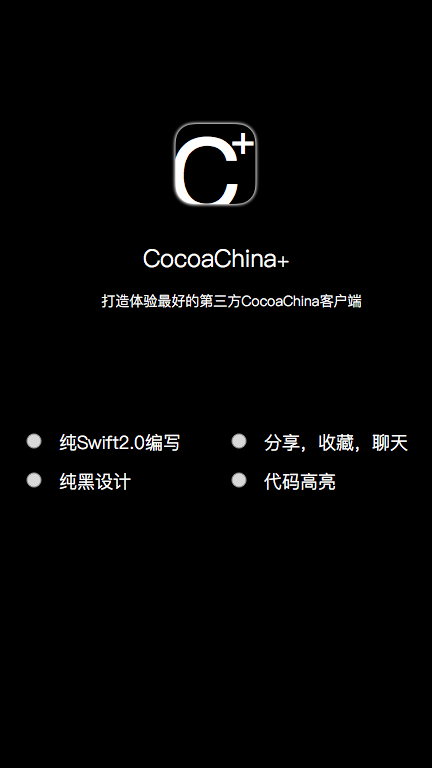 C+
CocoaChina+
打造体验最好的第三方CocoaChina客户端
纯Swift2.0编写
分享，收藏，聊天
纯黑设计
代码高亮